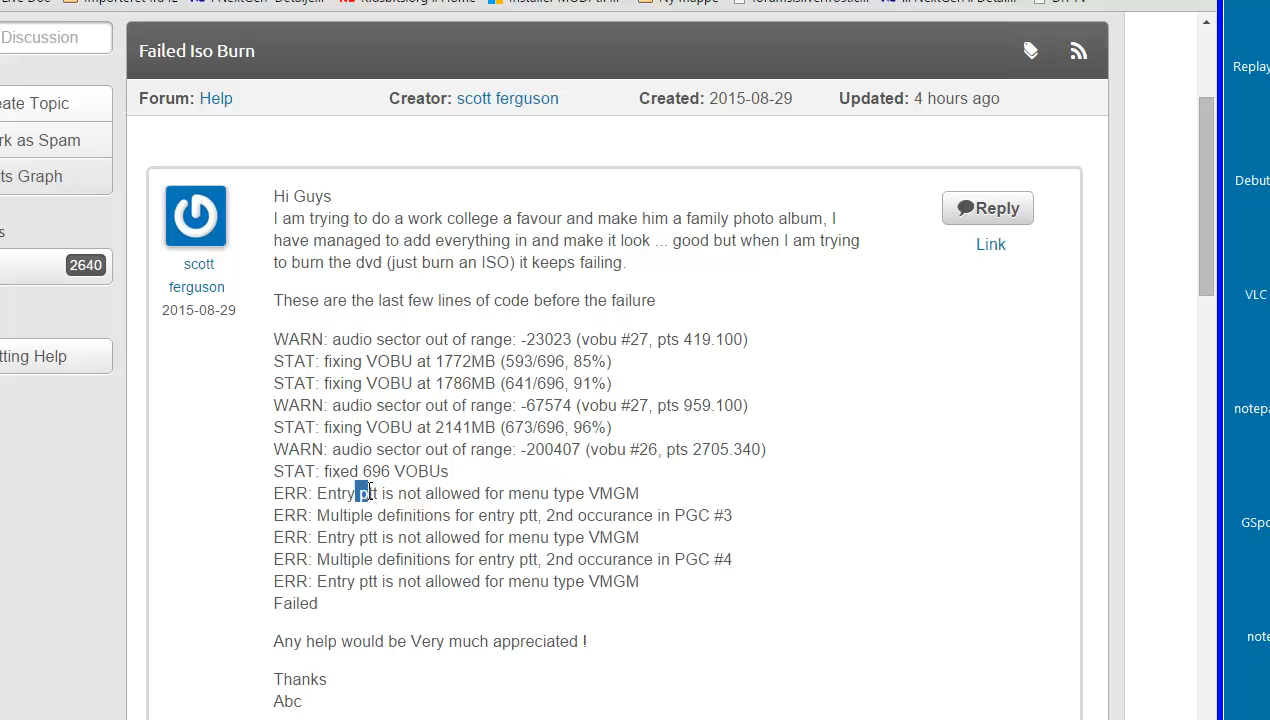 Discussion
Failed Iso Burn
eate Topic
Forum: Help
Creator: scott ferguson
Created: 2015-08-29
Updated: 4 hours ago
rk as Spam
ts Graph
2640
tting Help
scott
ferguson
2015-08-29
Hi Guys
I am trying to do a work college a favour and make him a family photo album, I
have managed to add everything in and make it look ... good but when I am trying
to burn the dvd (just burn an ISO) it keeps failing.
These are the last few lines of code before the failure
WARN: audio sector out of range: -23023 (vobu #27, pts 419.100)
STAT: fixing VOBU at 1772MB (593/696, 85%)
STAT: fixing VOBU at 1786MB (641/696, 91%)
WARN: audio sector out of range: -67574 (vobu #27, pts 959.100)
STAT: fixing VOBU at 2141MB (673/696, 96%)
WARN: audio sector out of range: -200407 (vobu #26, pts 2705.340)
STAT: fixed 696 VOBUs
ERR: Entry ptt is not allowed for menu type VMGM
ERR: Multiple definitions for entry ptt, 2nd occurance in PGC #3
ERR: Entry ptt is not allowed for menu type VMGM
ERR: Multiple definitions for entry ptt, 2nd occurance in PGC #4
ERR: Entry ptt is not allowed for menu type VMGM
Failed
Any help would be Very much appreciated !
Thanks
Abc
Reply
Link
Replay
Debut
VLC
notepa
GSpo
note